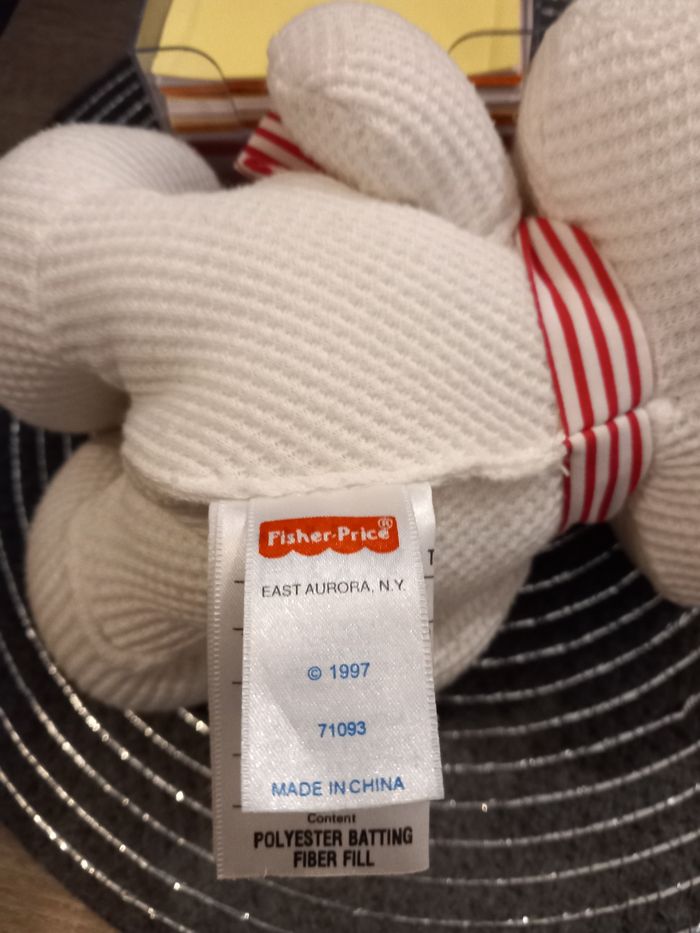 Fisher-Price®
EAST AURORA, N.Y.
© 1997
71093
MADE IN CHINA
T
Content
POLYESTER BATTING
FIBER FILL